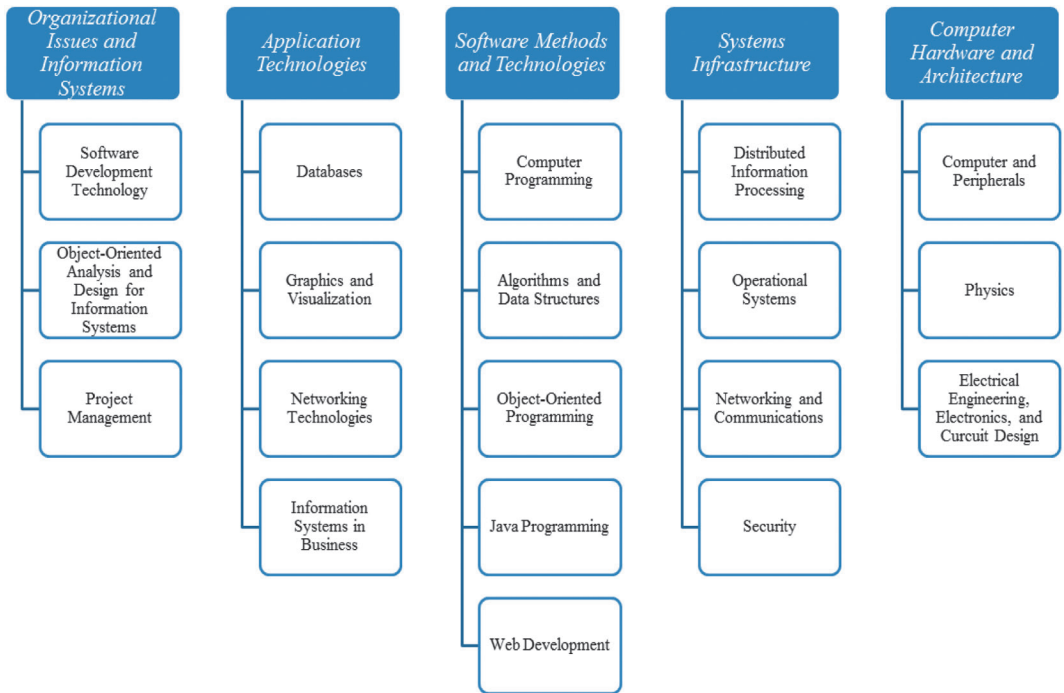 Organizational
Issues and
Information
Systems
Software
Development
Technology
Object-Oriented
Analysis and
Design for
Information
Systems
Project
Management
Application
Technologies
Databases
Graphics and
Visualization
Networking
Technologies
Information
Systems in
Business
Software Methods
and Technologies
Computer
Programming
Algorithms and
Data Structures
Object-Oriented
Programming
Java Programming
Web Development
Systems
Infrastructure
Distributed
Information
Processing
Operational
Systems
Networking and
Communications
Security
Computer
Hardware and
Architecture
Computer and
Peripherals
Physics
Electrical
Engineering,
Electronics, and
Curcuit Design